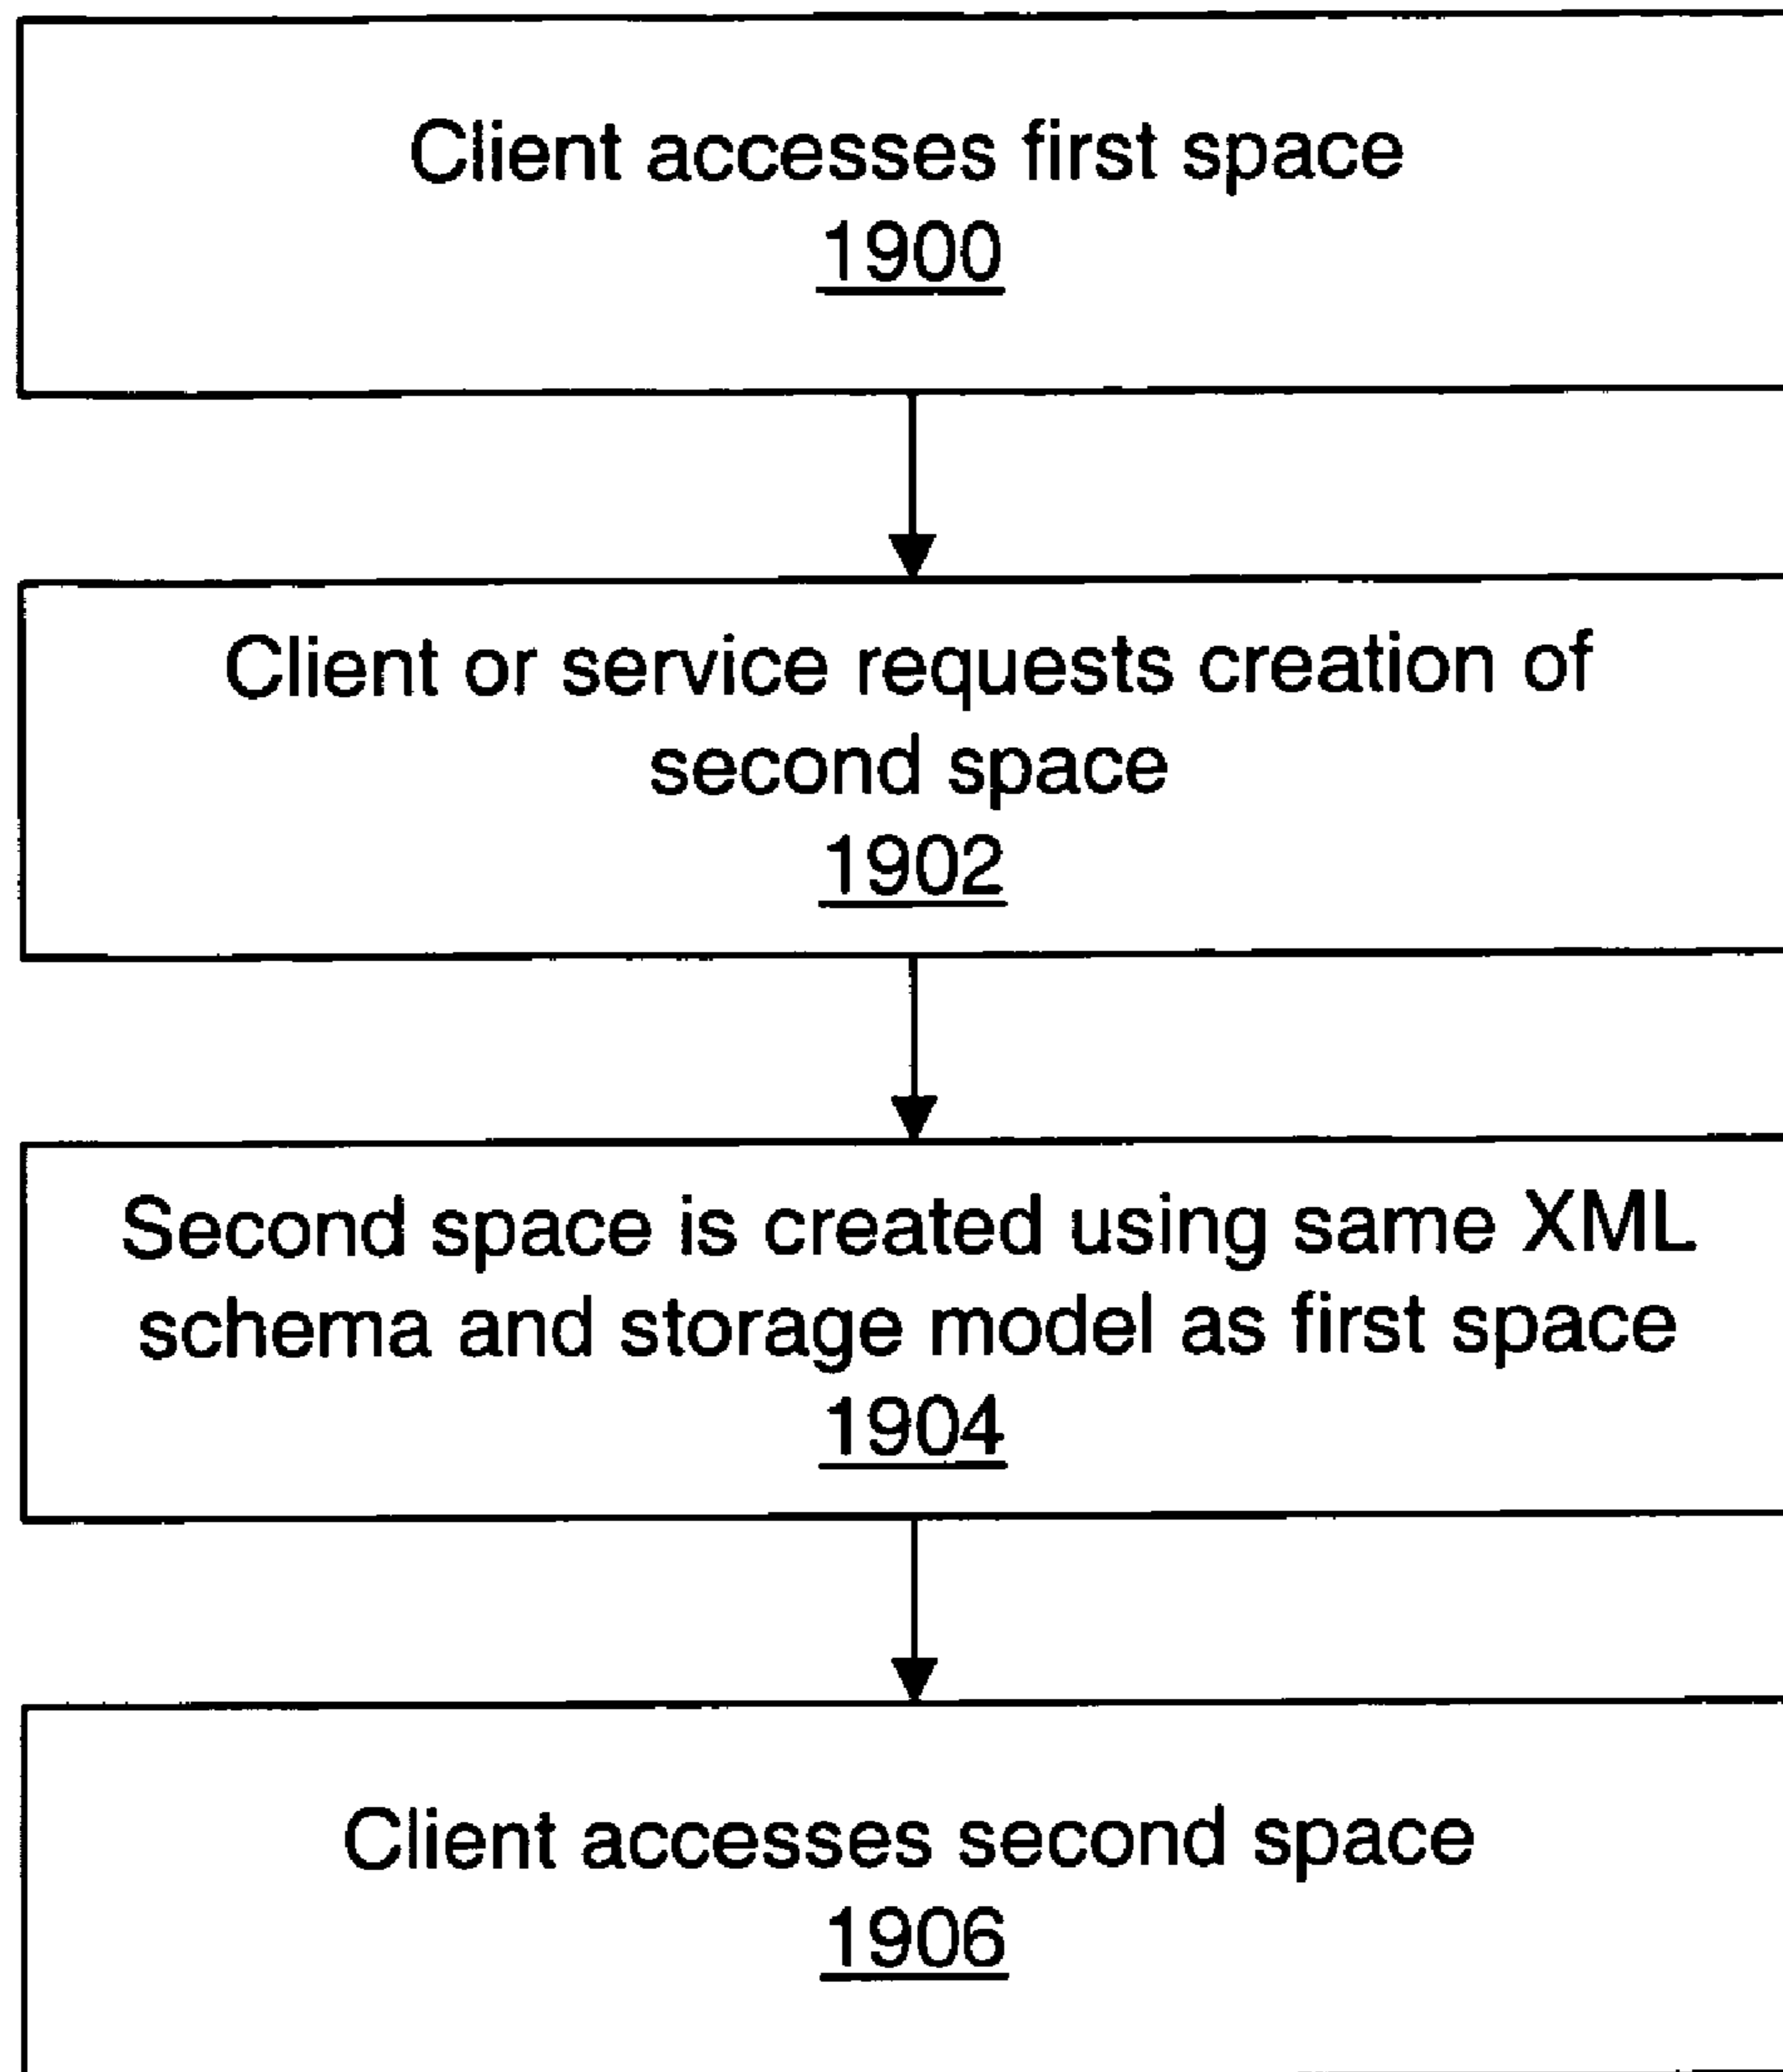 Client accesses first space
1900
Client or service requests creation of
second space
1902
Second space is created using same XML
schema and storage model as first space
1904
Client accesses second space
1906